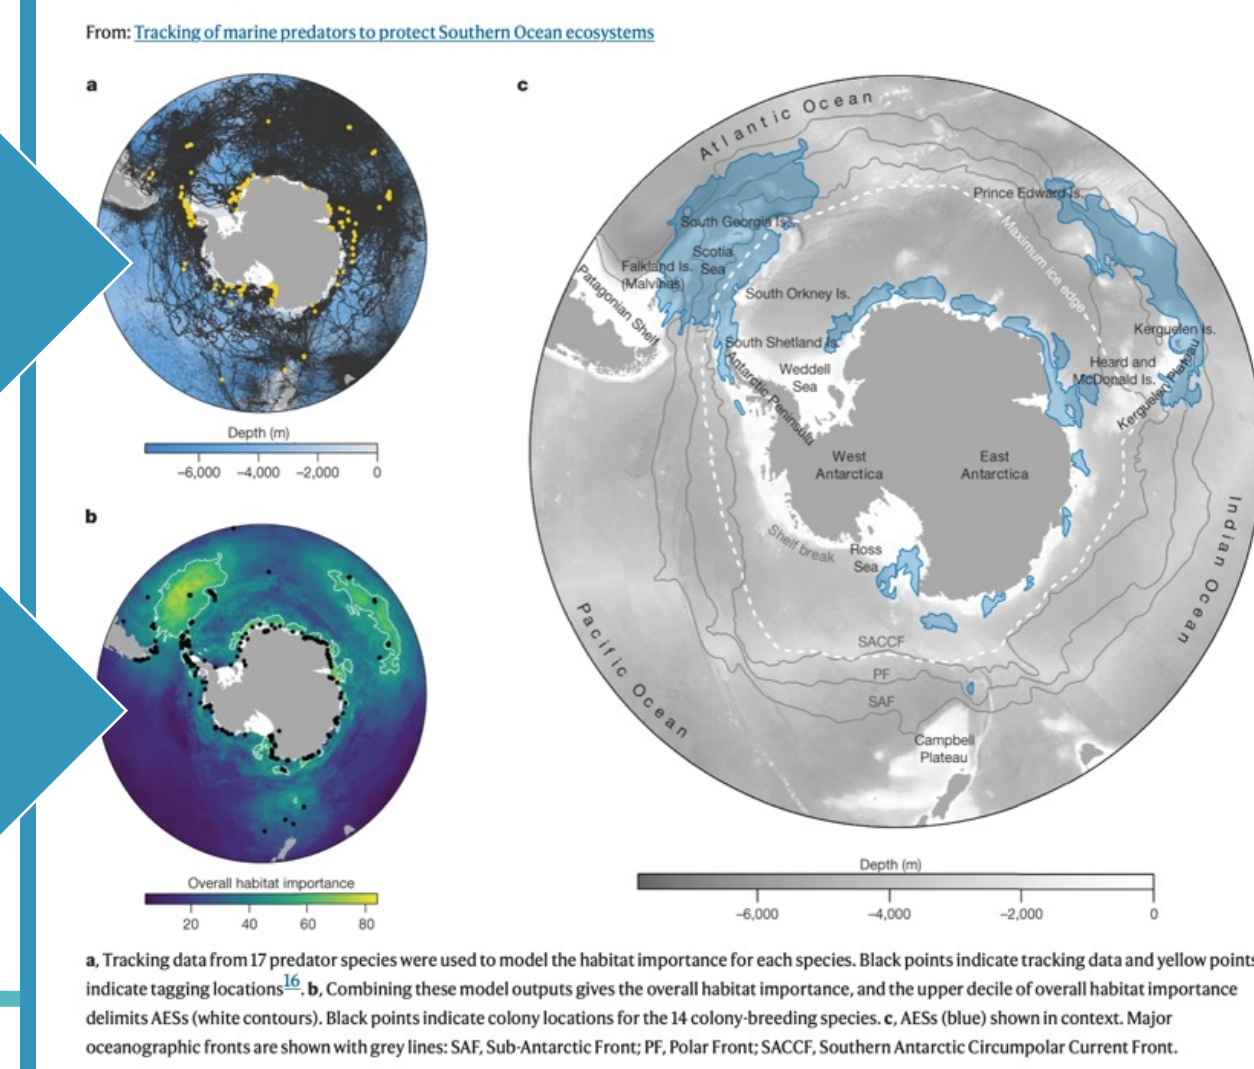 From: Tracking of marine predators to protect Southern Ocean ecosystems
a
Depth (m)
−6,000 −4,000 −2,000 0
b
Overall habitat importance
20 40 60 80
c
Atlantic Ocean
Prince Edward Is.
South Georgia Is.
Maximum ice edge
Scotia
Sea
Falkland Is.
(Malvinas)
Patagonian Shelf
South Orkney Is.
South Shetland Is.
Kerguelen Is.
Weddell
Sea
Heard and
McDonald Is.
Antarctic Peninsula
Kerguelen Plateau
West
Antarctica
East
Antarctica
Shelf break
Ross
Sea
Indian Ocean
Pacific Ocean
SACCF
PF
SAF
Campbell
Plateau
Depth (m)
−6,000 −4,000 −2,000 0
a, Tracking data from 17 predator species were used to model the habitat importance for each species. Black points indicate tracking data and yellow points
indicate tagging locations16. b, Combining these model outputs gives the overall habitat importance, and the upper decile of overall habitat importance
delimits AESs (white contours). Black points indicate colony locations for the 14 colony-breeding species. c, AESs (blue) shown in context. Major
oceanographic fronts are shown with grey lines: SAF, Sub-Antarctic Front; PF, Polar Front; SACCF, Southern Antarctic Circumpolar Current Front.